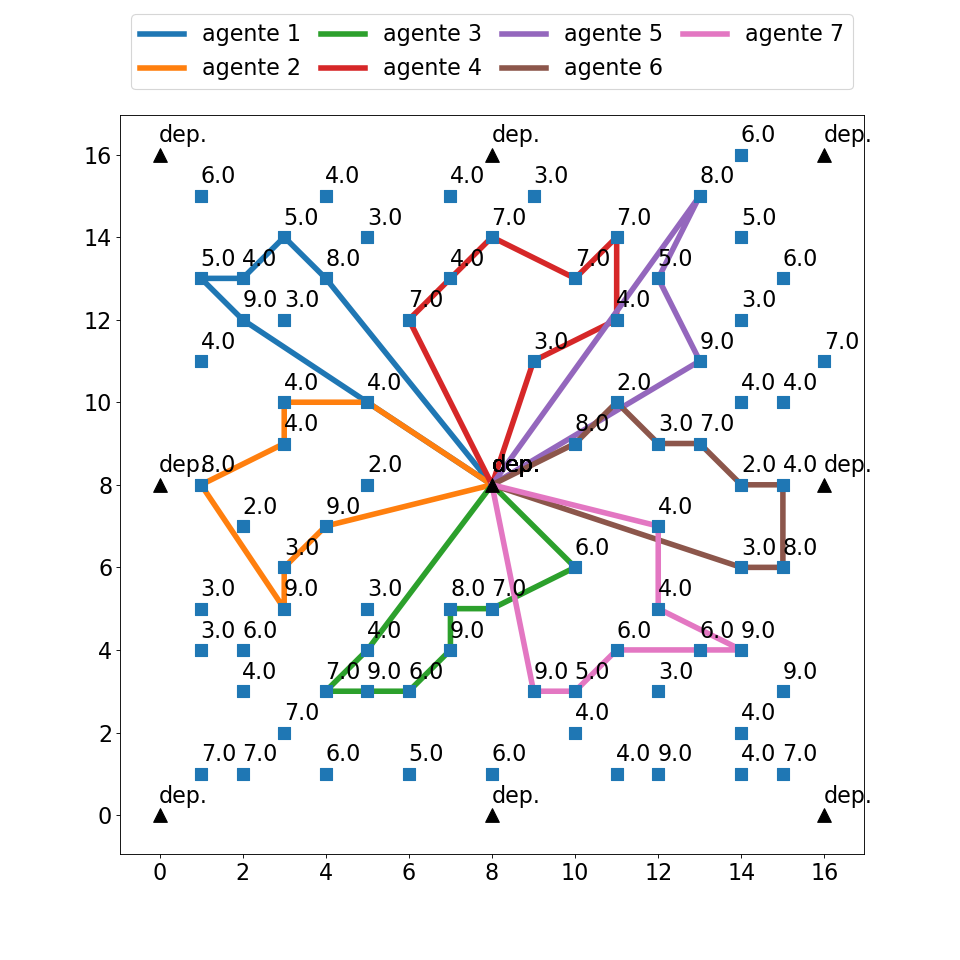 agente 1 agente 3 agente 5 agente 7
agente 2 agente 4 agente 6
dep. dep. 6.0 dep.
16
6.0 4.0 4.0 3.0 8.0
5.0 3.0 7.0 7.0 5.0
14
5.0 4.0 8.0 4.0 7.0 5.0 6.0
9.0 3.0 7.0 4.0 3.0
12
4.0 3.0 9.0 7.0
4.0 4.0 2.0 4.0 4.0
10
4.0 8.0 3.0 7.0
dep. 8.0 2.0 dep. dep. 2.0 4.0 dep.
8
2.0 9.0 4.0
3.0 6.0 3.0 8.0
6
3.0 9.0 3.0 8.0 7.0 4.0
3.0 6.0 4.0 9.0 6.0 6.0 9.0
4
4.0 7.0 9.0 6.0 9.0 5.0 3.0 9.0
7.0 4.0 4.0
2
7.0 7.0 6.0 5.0 6.0 4.0 9.0 4.0 7.0
dep. dep. dep.
0
0 2 4 6 8 10 12 14 16